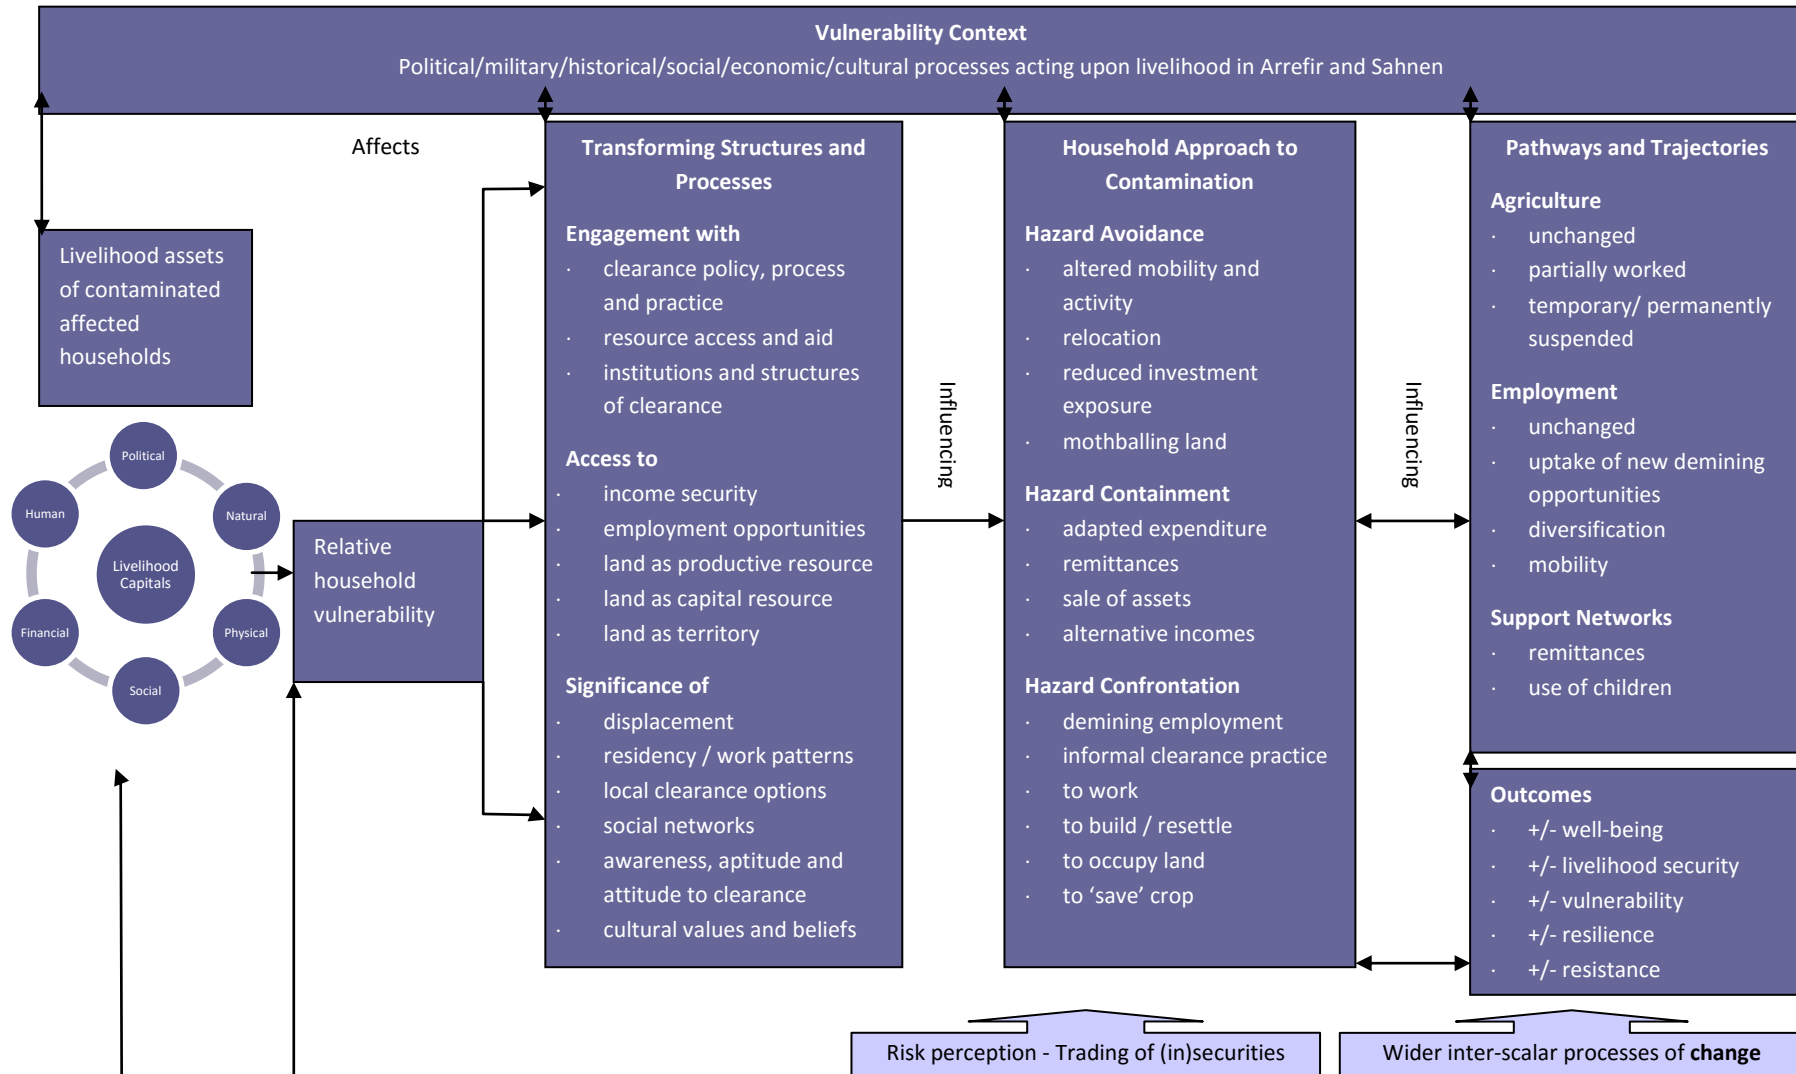 Vulnerability Context
Political/military/historical/social/economic/cultural processes acting upon livelihood in Arrefir and Sahnen
Affects
Livelihood assets
of contaminated
affected
households
Political
Human
Natural
Livelihood
Capitals
Financial
Physical
Social
Relative
household
vulnerability
Transforming Structures and
Processes
Engagement with
· clearance policy, process
and practice
· resource access and aid
· institutions and structures
of clearance
Access to
· income security
· employment opportunities
· land as productive resource
· land as capital resource
· land as territory
Significance of
· displacement
· residency / work patterns
· local clearance options
· social networks
· awareness, aptitude and
attitude to clearance
· cultural values and beliefs
Influencing
Household Approach to
Contamination
Hazard Avoidance
· altered mobility and
activity
· relocation
· reduced investment
exposure
· mothballing land
Hazard Containment
· adapted expenditure
· remittances
· sale of assets
· alternative incomes
Hazard Confrontation
· demining employment
· informal clearance practice
· to work
· to build / resettle
· to occupy land
· to ‘save’ crop
Influencing
Pathways and Trajectories
Agriculture
· unchanged
· partially worked
· temporary/ permanently
suspended
Employment
· unchanged
· uptake of new demining
opportunities
· diversification
· mobility
Support Networks
· remittances
· use of children
Outcomes
· +/- well-being
· +/- livelihood security
· +/- vulnerability
· +/- resilience
· +/- resistance
Risk perception - Trading of (in)securities
Wider inter-scalar processes of change